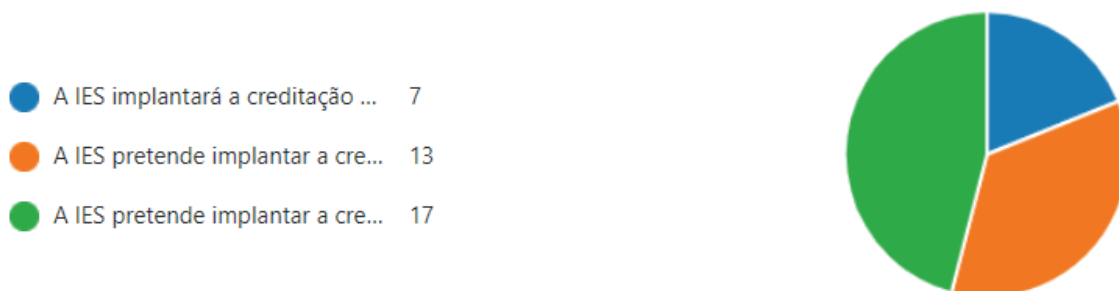 A IES implantará a creditação ... 7
A IES pretende implantar a cre... 13
A IES pretende implantar a cre... 17